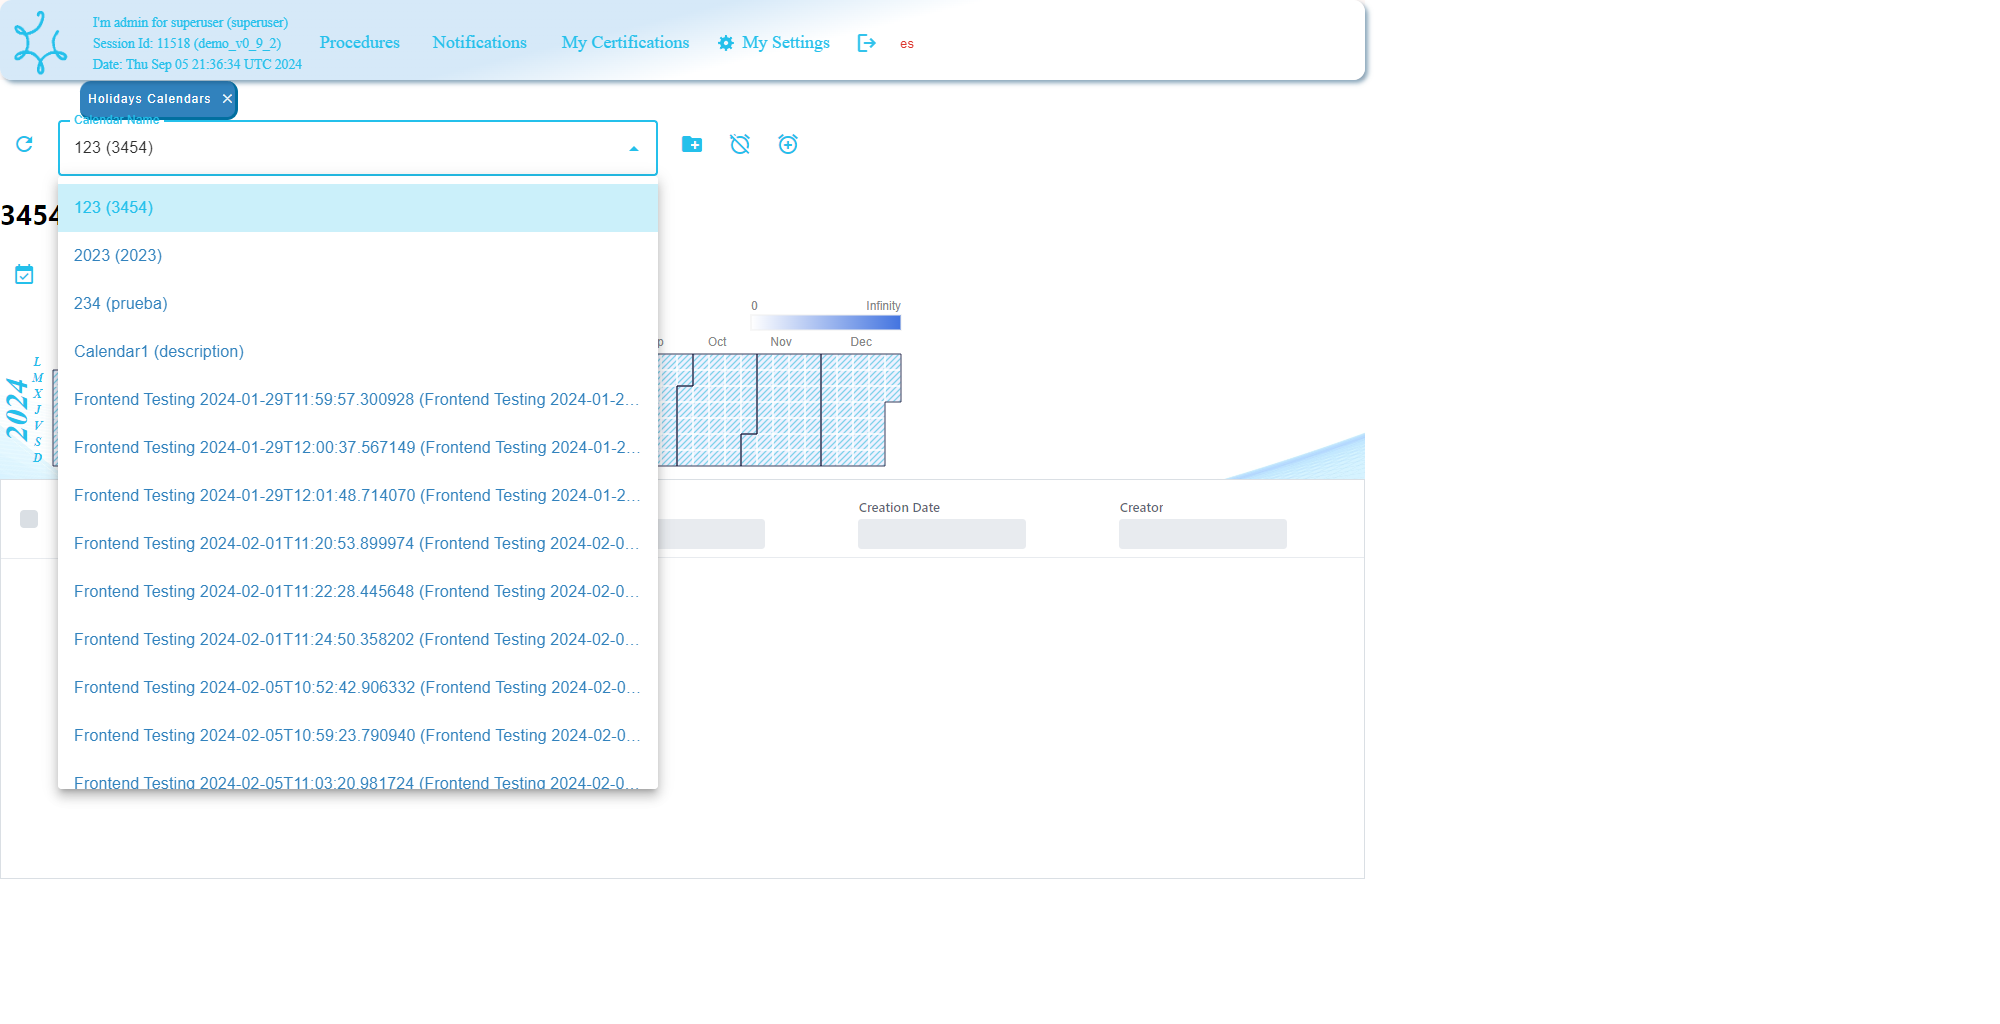 I'm admin for superuser (superuser)
Session Id: 11518 (demo_v0_9_2)
Date: Thu Sep 05 21:36:34 UTC 2024
Procedures
Notifications
My Certifications
My Settings
es
Holidays Calendars
Calendar Name
123 (3454)
3454
123 (3454)
2023 (2023)
234 (prueba)
Calendar1 (description)
Frontend Testing 2024-01-29T11:59:57.300928 (Frontend Testing 2024-01-2...
Frontend Testing 2024-01-29T12:00:37.567149 (Frontend Testing 2024-01-2...
Frontend Testing 2024-01-29T12:01:48.714070 (Frontend Testing 2024-01-2...
Frontend Testing 2024-02-01T11:20:53.899974 (Frontend Testing 2024-02-0...
Frontend Testing 2024-02-01T11:22:28.445648 (Frontend Testing 2024-02-0...
Frontend Testing 2024-02-01T11:24:50.358202 (Frontend Testing 2024-02-0...
Frontend Testing 2024-02-05T10:52:42.906332 (Frontend Testing 2024-02-0...
Frontend Testing 2024-02-05T10:59:23.790940 (Frontend Testing 2024-02-0...
Frontend Testing 2024-02-05T11:03:20.981724 (Frontend Testing 2024-02-0...
0 Infinity
p Oct Nov Dec
2024
L
M
X
J
V
S
D
Creation Date
Creator